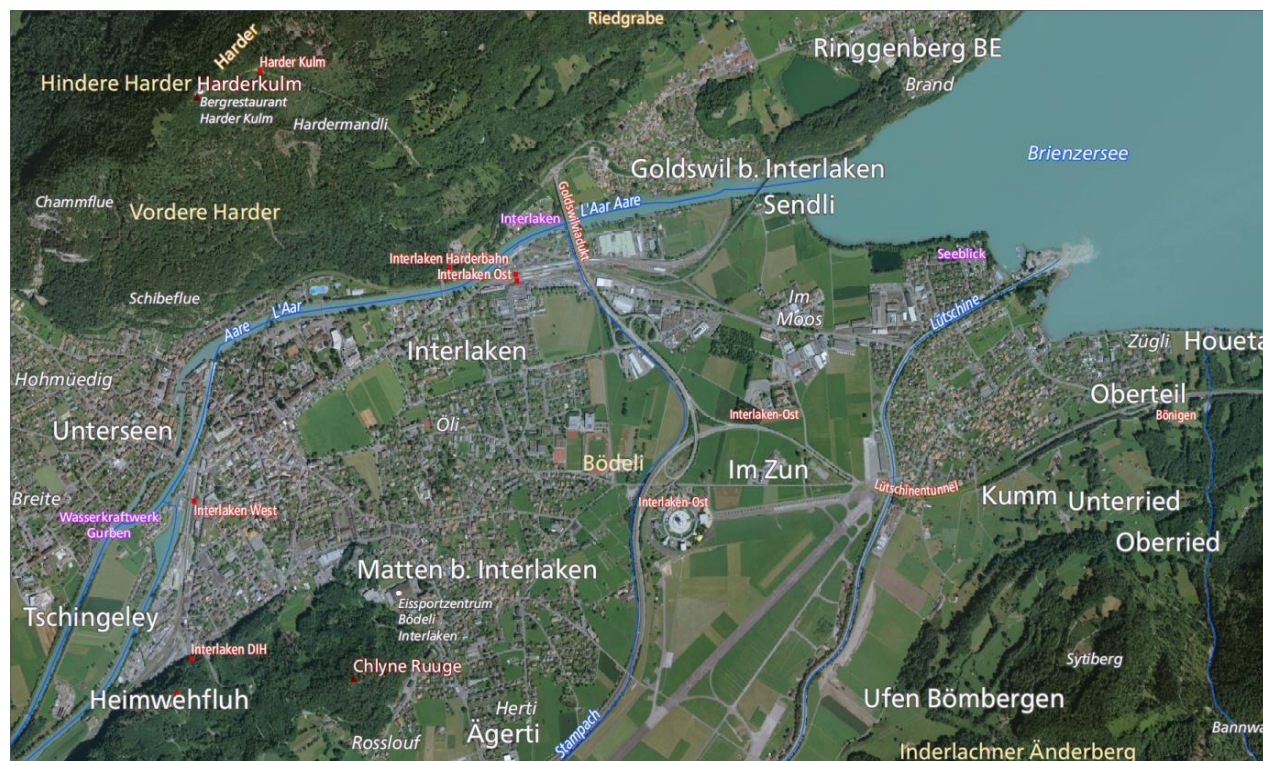 Riedgrabe
Harder
Ringgenberg BE
Harder Kulm
Hindere Harder
Harderkulm
Brand
Bergrestaurant
Harder Kulm
Hardermandli
Brienzersee
Goldswil b. Interlaken
Goldswilviadukt
Chammflue
Vordere Harder
L'Aar Aare
Sendli
Interlaken
Interlaken Harderbahn
Seeblick
Interlaken Ost
Schibeflue
Im
Moos
L'Aar
Aare
Lütschine
Interlaken
Zügli
Houeta
Hohmüedig
Oberteil
Interlaken-Ost
Bönigen
Öli
Unterseen
Bödeli
Im Zun
Lütschinentunnel
Breite
Kumm
Unterried
Interlaken-Ost
Interlaken West
Wasserkraftwerk
Gurben
Oberried
Matten b. Interlaken
Eissportzentrum
Bödeli
Interlaken
Tschingeley
Interlaken DIH
Chlyne Ruuge
Sytiberg
Heimwehfluh
Ufen Bömbergen
Herti
Ägerti
Stampach
Rosslouf
Bannwa
Inderlachner Änderberg